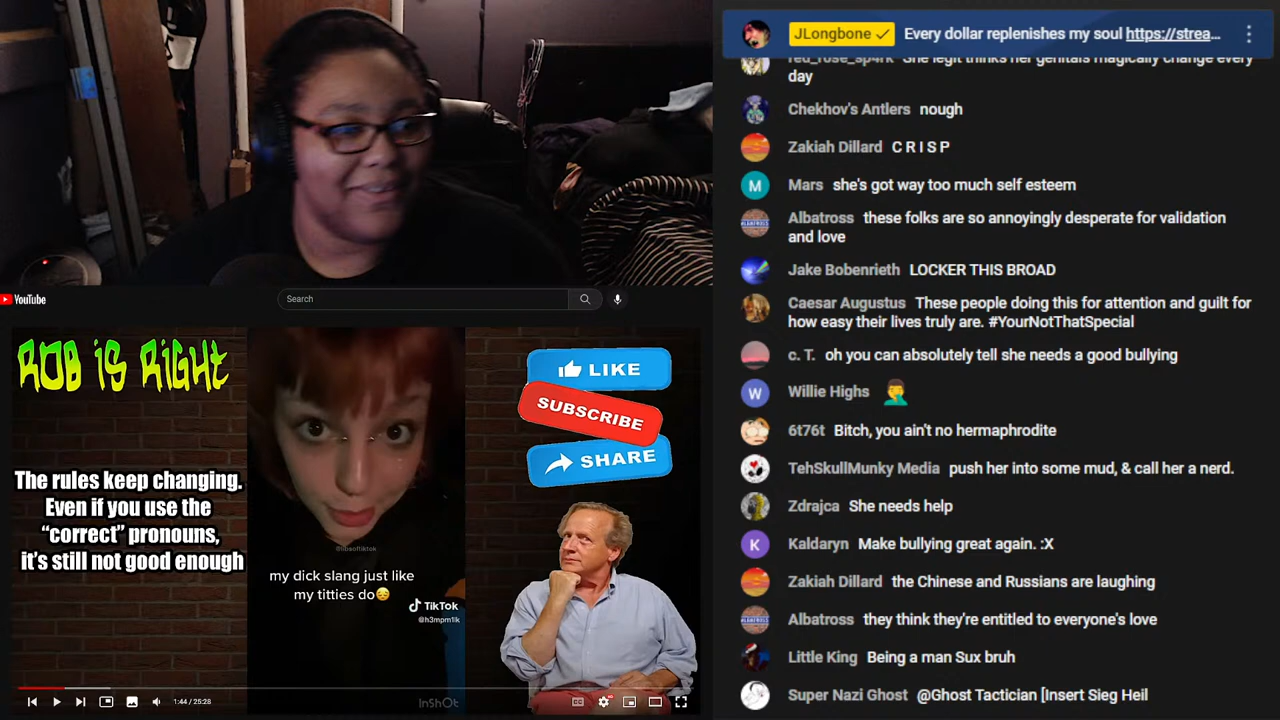 JLongbone ✓ Every dollar replenishes my soul https://strea...
red_rose_sp4rk She legit thinks her genitals magically change every
day
Chekhov's Antlers nough
Zakiah Dillard C R I S P
M Mars she's got way too much self esteem
Albatross these folks are so annoyingly desperate for validation
and love
Jake Bobenrieth LOCKER THIS BROAD
Caesar Augustus These people doing this for attention and guilt for
how easy their lives truly are. #YourNotThatSpecial
c. T. oh you can absolutely tell she needs a good bullying
W Willie Highs 🤦‍♂️
6t76t Bitch, you ain't no hermaphrodite
TehSkullMunky Media push her into some mud, & call her a nerd.
Zdrajca She needs help
K Kaldaryn Make bullying great again. :X
Zakiah Dillard the Chinese and Russians are laughing
Albatross they think they're entitled to everyone's love
Little King Being a man Sux bruh
Super Nazi Ghost @Ghost Tactician [Insert Sieg Heil
YouTube
Search
ROB iS RiGHt
The rules keep changing.
Even if you use the
“correct” pronouns,
it's still not good enough
@libsoftiktok
my dick slang just like
my titties do😔
TikTok
@h3mpm1lk
InShOt
LIKE
SUBSCRIBE
SHARE
1:44 / 25:28